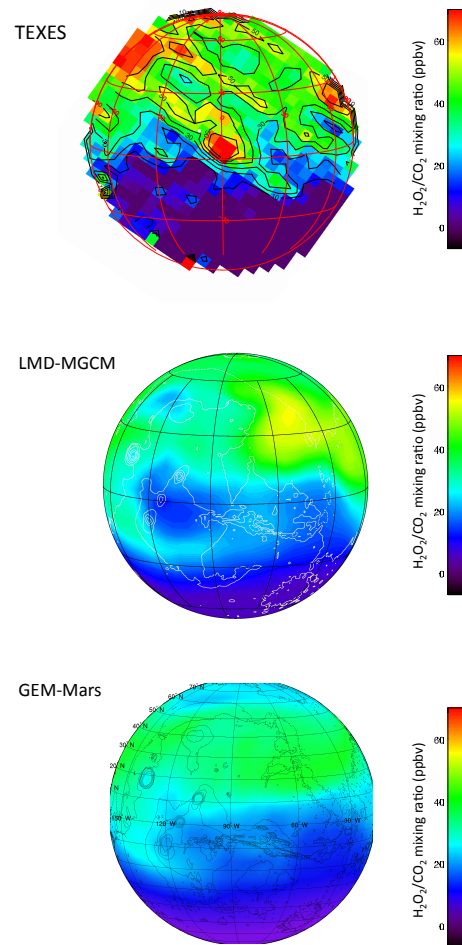 TEXES
H₂O₂/CO₂ mixing ratio (ppbv)
60
40
20
0
LMD-MGCM
H₂O₂/CO₂ mixing ratio (ppbv)
60
40
20
0
GEM-Mars
H₂O₂/CO₂ mixing ratio (ppbv)
60
40
20
0
70° N
60° N
50° N
40° N
30° N
20° N
N
150° W
120° W
90° W
60° W